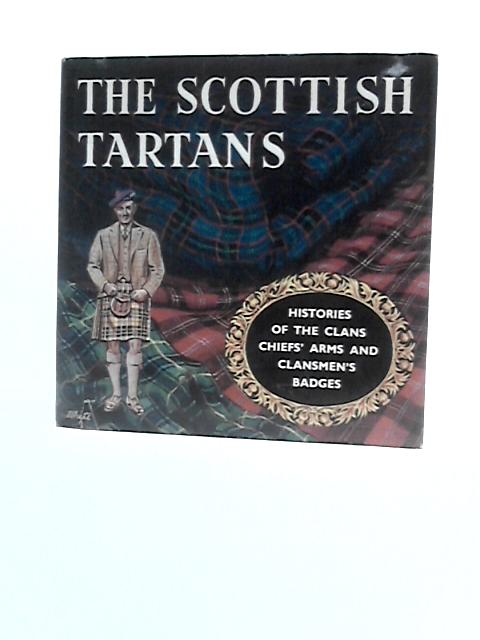 THE SCOTTISH
TARTANS
HISTORIES
OF THE CLANS
CHIEFS' ARMS AND
CLANSMEN'S
BADGES